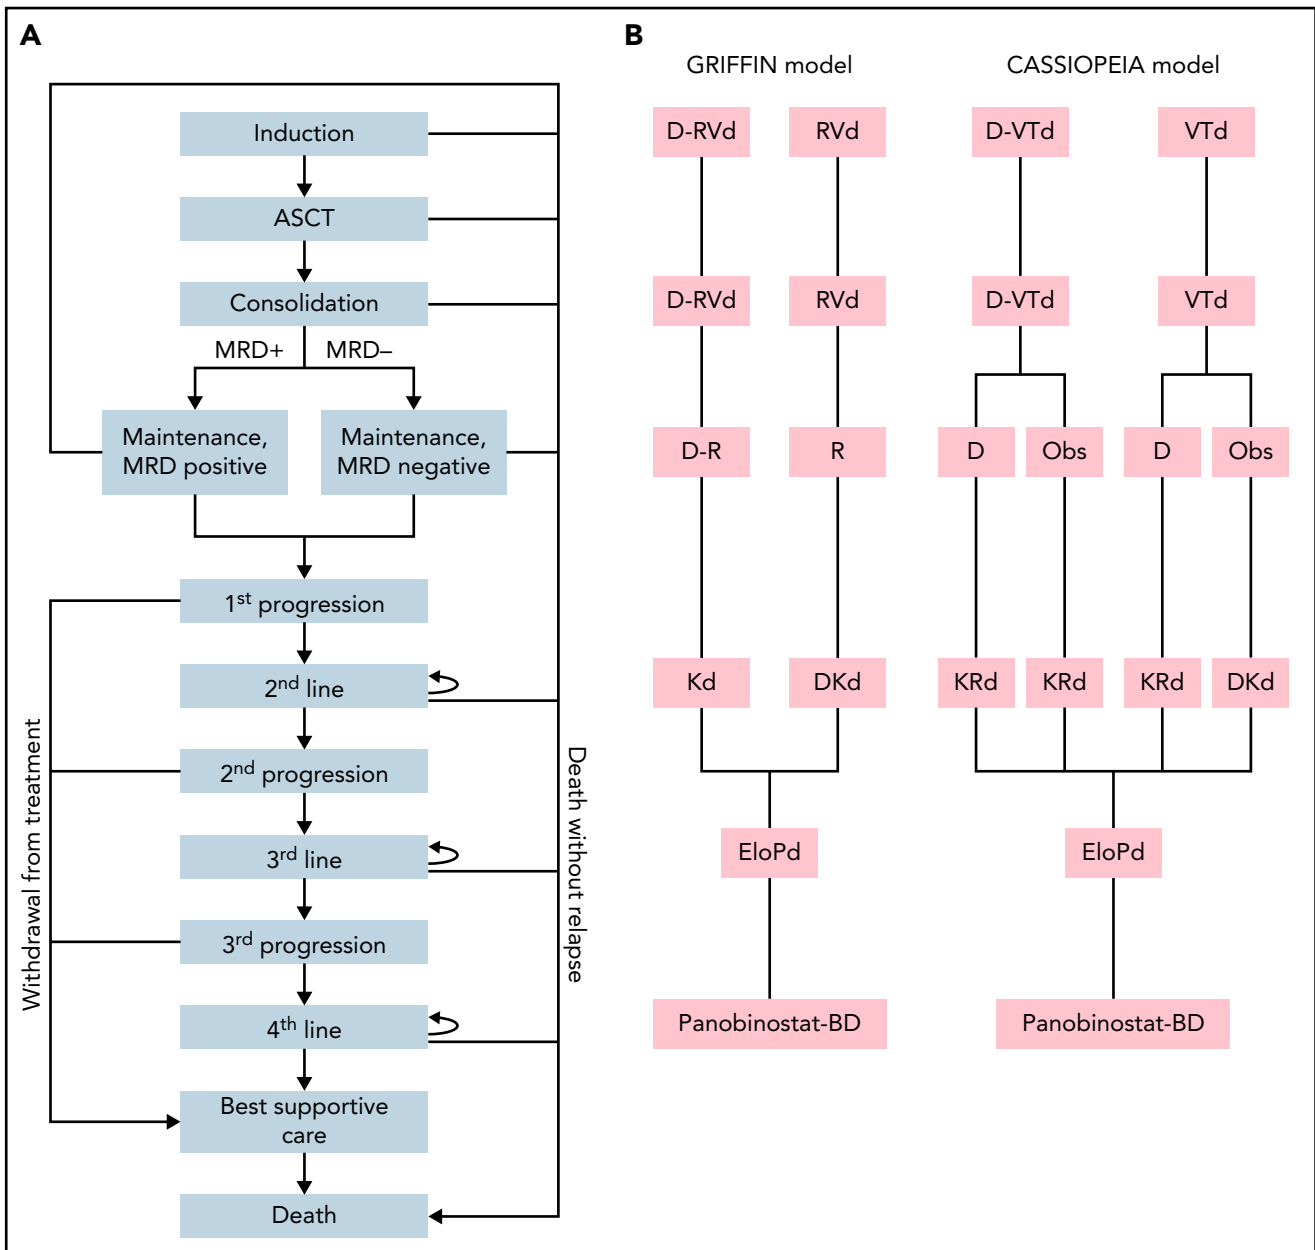 A
Induction
ASCT
Consolidation
MRD+ MRD–
Maintenance,
MRD positive
Maintenance,
MRD negative
1st progression
2nd line
2nd progression
3rd line
3rd progression
4th line
Best supportive
care
Death
Withdrawal from treatment
Death without relapse
B
GRIFFIN model
D-RVd RVd
D-RVd RVd
D-R R
Kd DKd
EloPd
Panobinostat-BD
CASSIOPEIA model
D-VTd VTd
D-VTd VTd
D Obs D Obs
KRd KRd KRd DKd
EloPd
Panobinostat-BD